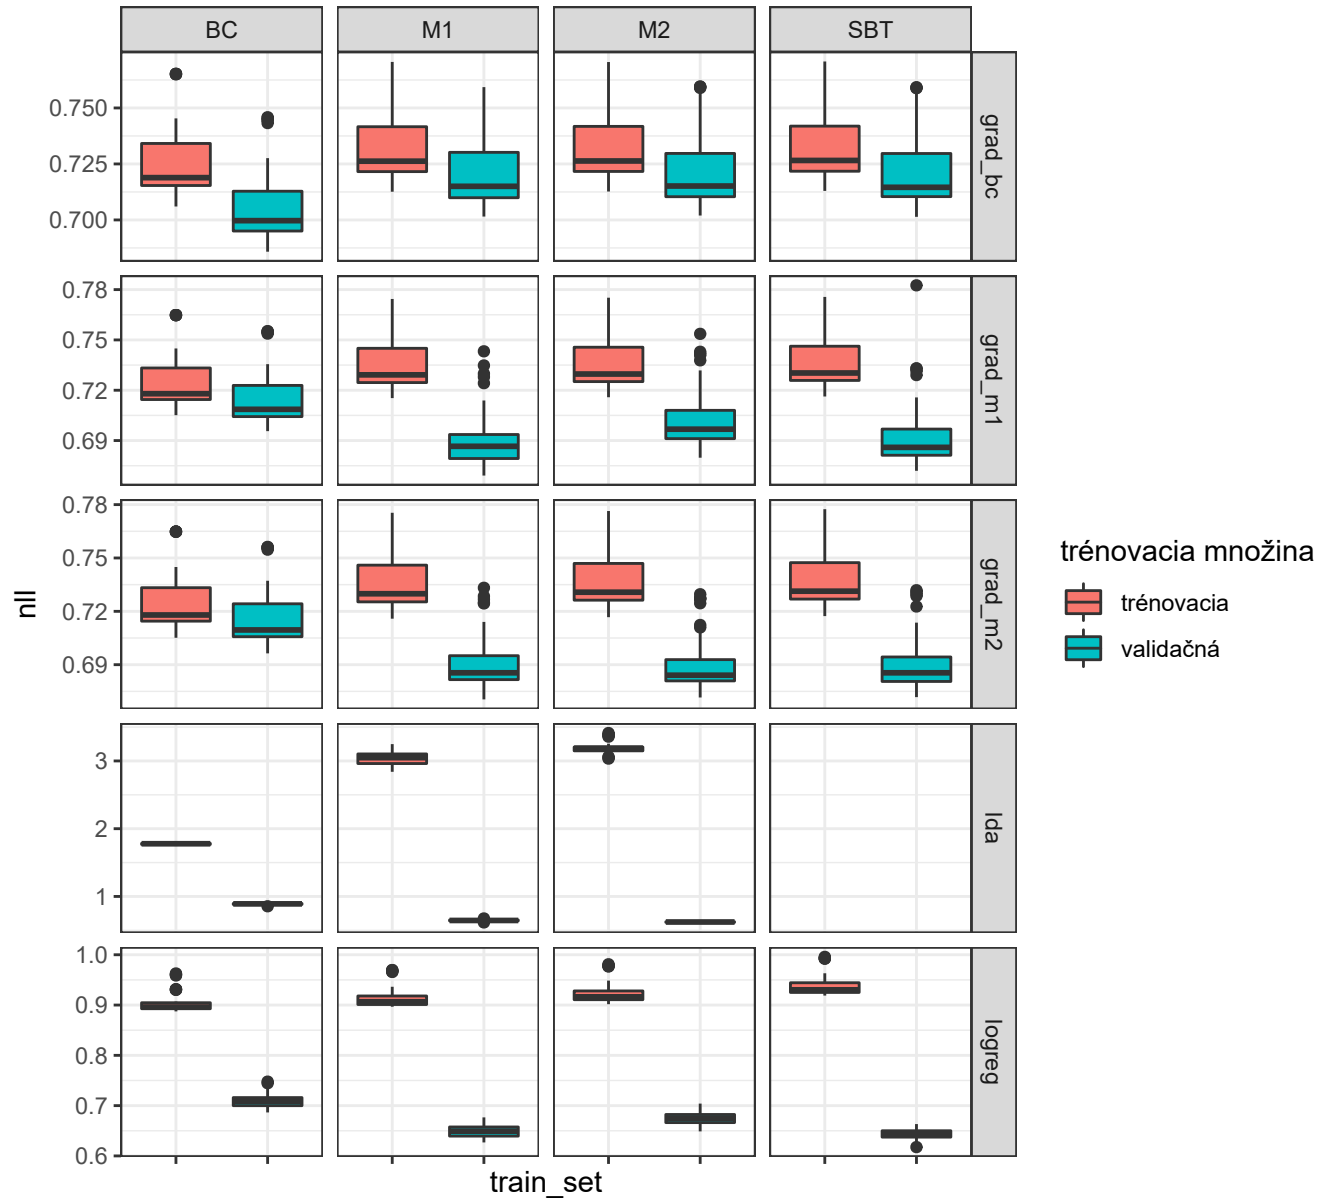 BC M1 M2 SBT
0.750
0.725
0.700
grad_bc
0.78
0.75
0.72
0.69
grad_m1
0.78
0.75
0.72
0.69
grad_m2
3
2
1
lda
1.0
0.9
0.8
0.7
0.6
logreg
nll
train_set
trénovacia množina
trénovacia
validačná